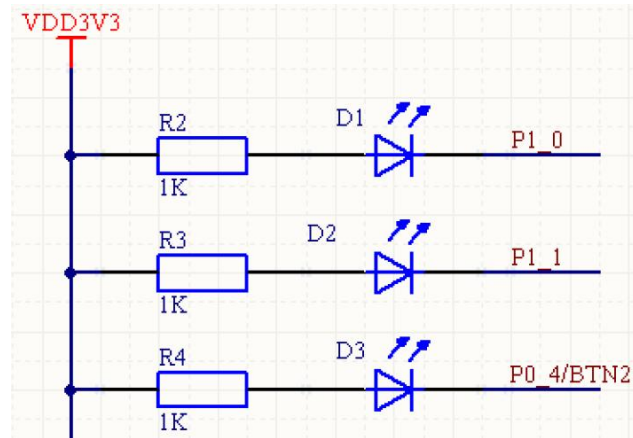 VDD3V3
R2
D1
P1_0
1K
R3
D2
P1_1
1K
R4
D3
P0_4/BTN2
1K